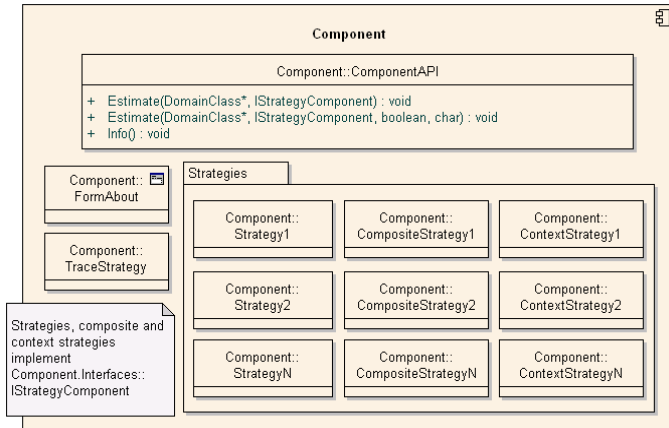 Component
Component::ComponentAPI
+ Estimate(DomainClass*, IStrategyComponent) : void
+ Estimate(DomainClass*, IStrategyComponent, boolean, char) : void
+ Info() : void
Component::
FormAbout
Component::
TraceStrategy
Strategies, composite and
context strategies
implement
Component.Interfaces::
IStrategyComponent
Strategies
Component::
Strategy1
Component::
CompositeStrategy1
Component::
ContextStrategy1
Component::
Strategy2
Component::
CompositeStrategy2
Component::
ContextStrategy2
Component::
StrategyN
Component::
CompositeStrategyN
Component::
ContextStrategyN